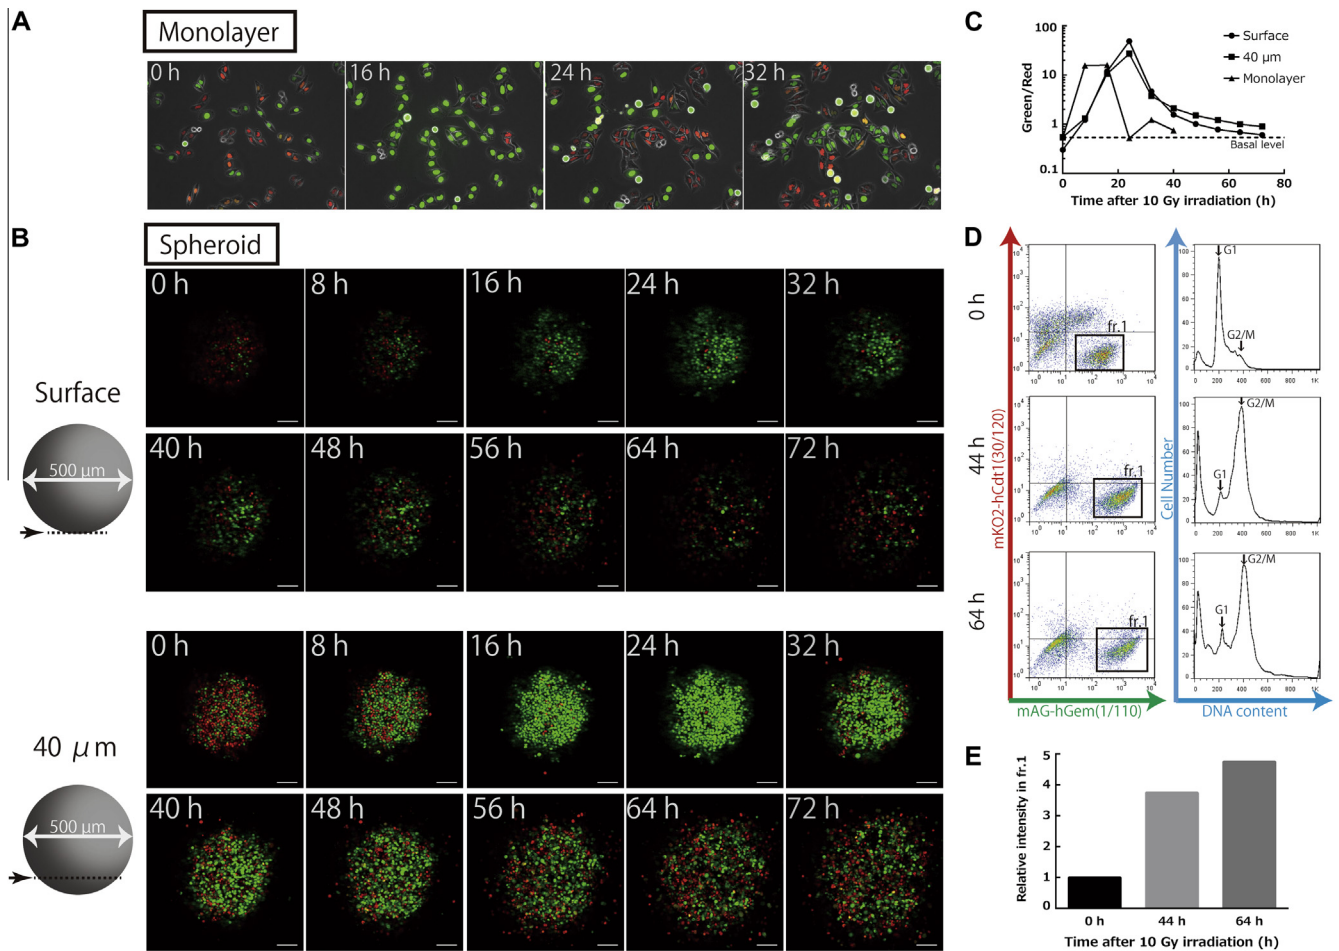 A
Monolayer
0 h
16 h
24 h
32 h
B
Spheroid
Surface
500 μm
0 h
8 h
16 h
24 h
32 h
40 h
48 h
56 h
64 h
72 h
40 μm
500 μm
0 h
8 h
16 h
24 h
32 h
40 h
48 h
56 h
64 h
72 h
C
Green/Red
100
10
1
0.1
Surface
40 μm
Monolayer
Basal level
0
20
40
60
80
Time after 10 Gy irradiation (h)
D
mKO2-hCdt1(30/120)
0 h
fr.1
44 h
fr.1
64 h
fr.1
mAG-hGem(1/110)
Cell Number
G1
G2/M
G1
G2/M
G1
G2/M
DNA content
E
Relative intensity in fr.1
5
4
3
2
1
0
0 h
44 h
64 h
Time after 10 Gy irradiation (h)